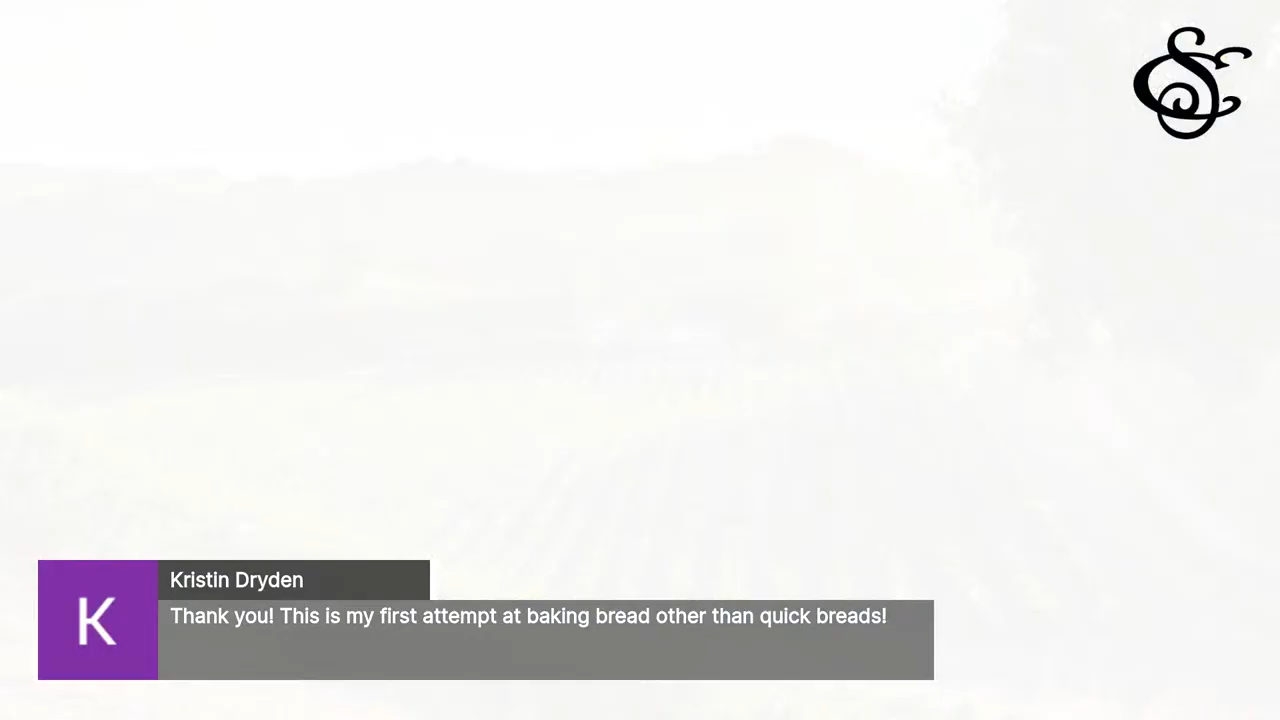 K
Kristin Dryden
Thank you! This is my first attempt at baking bread other than quick breads!